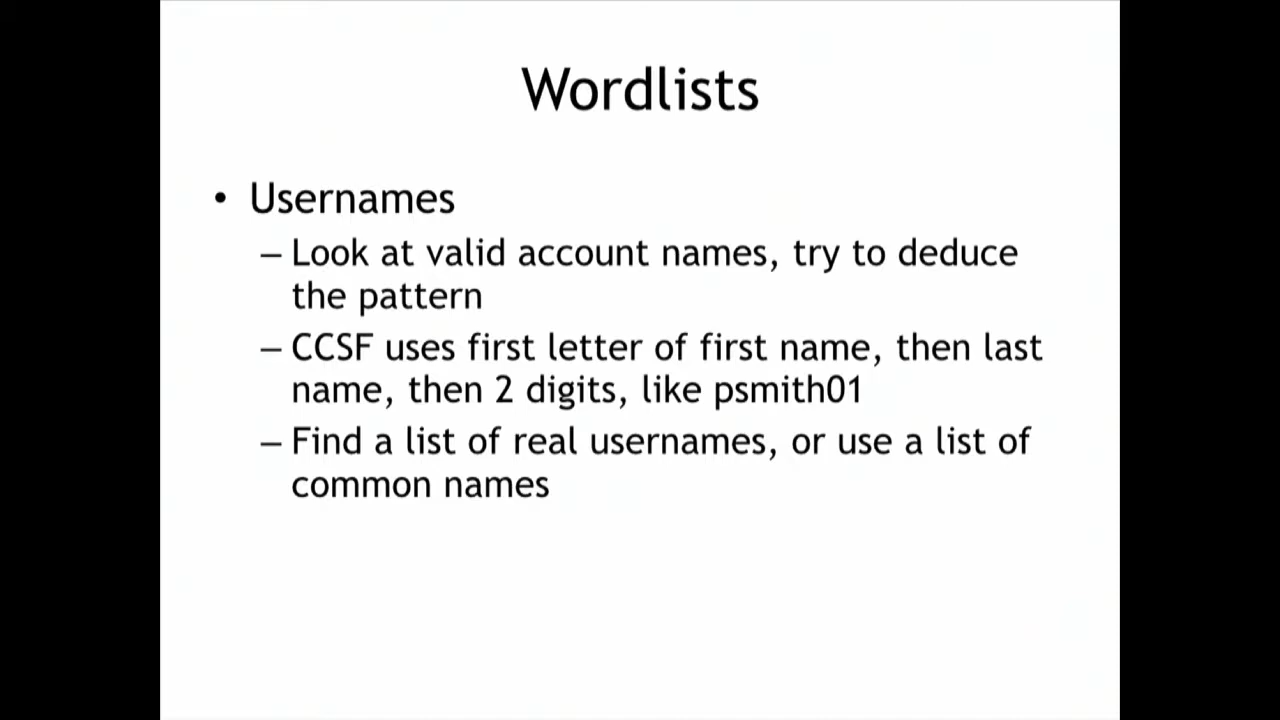 Wordlists
• Usernames
– Look at valid account names, try to deduce
the pattern
– CCSF uses first letter of first name, then last
name, then 2 digits, like psmith01
– Find a list of real usernames, or use a list of
common names